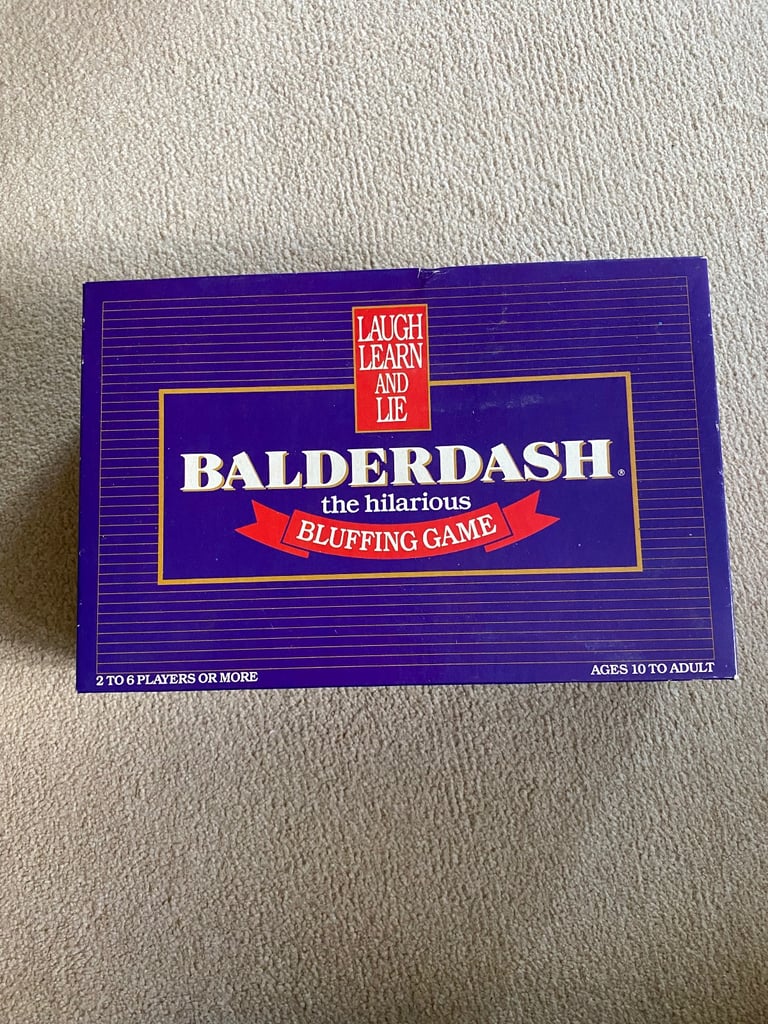 LAUGH
LEARN
AND
LIE
BALDERDASH®
the hilarious
BLUFFING GAME
2 TO 6 PLAYERS OR MORE
AGES 10 TO ADULT